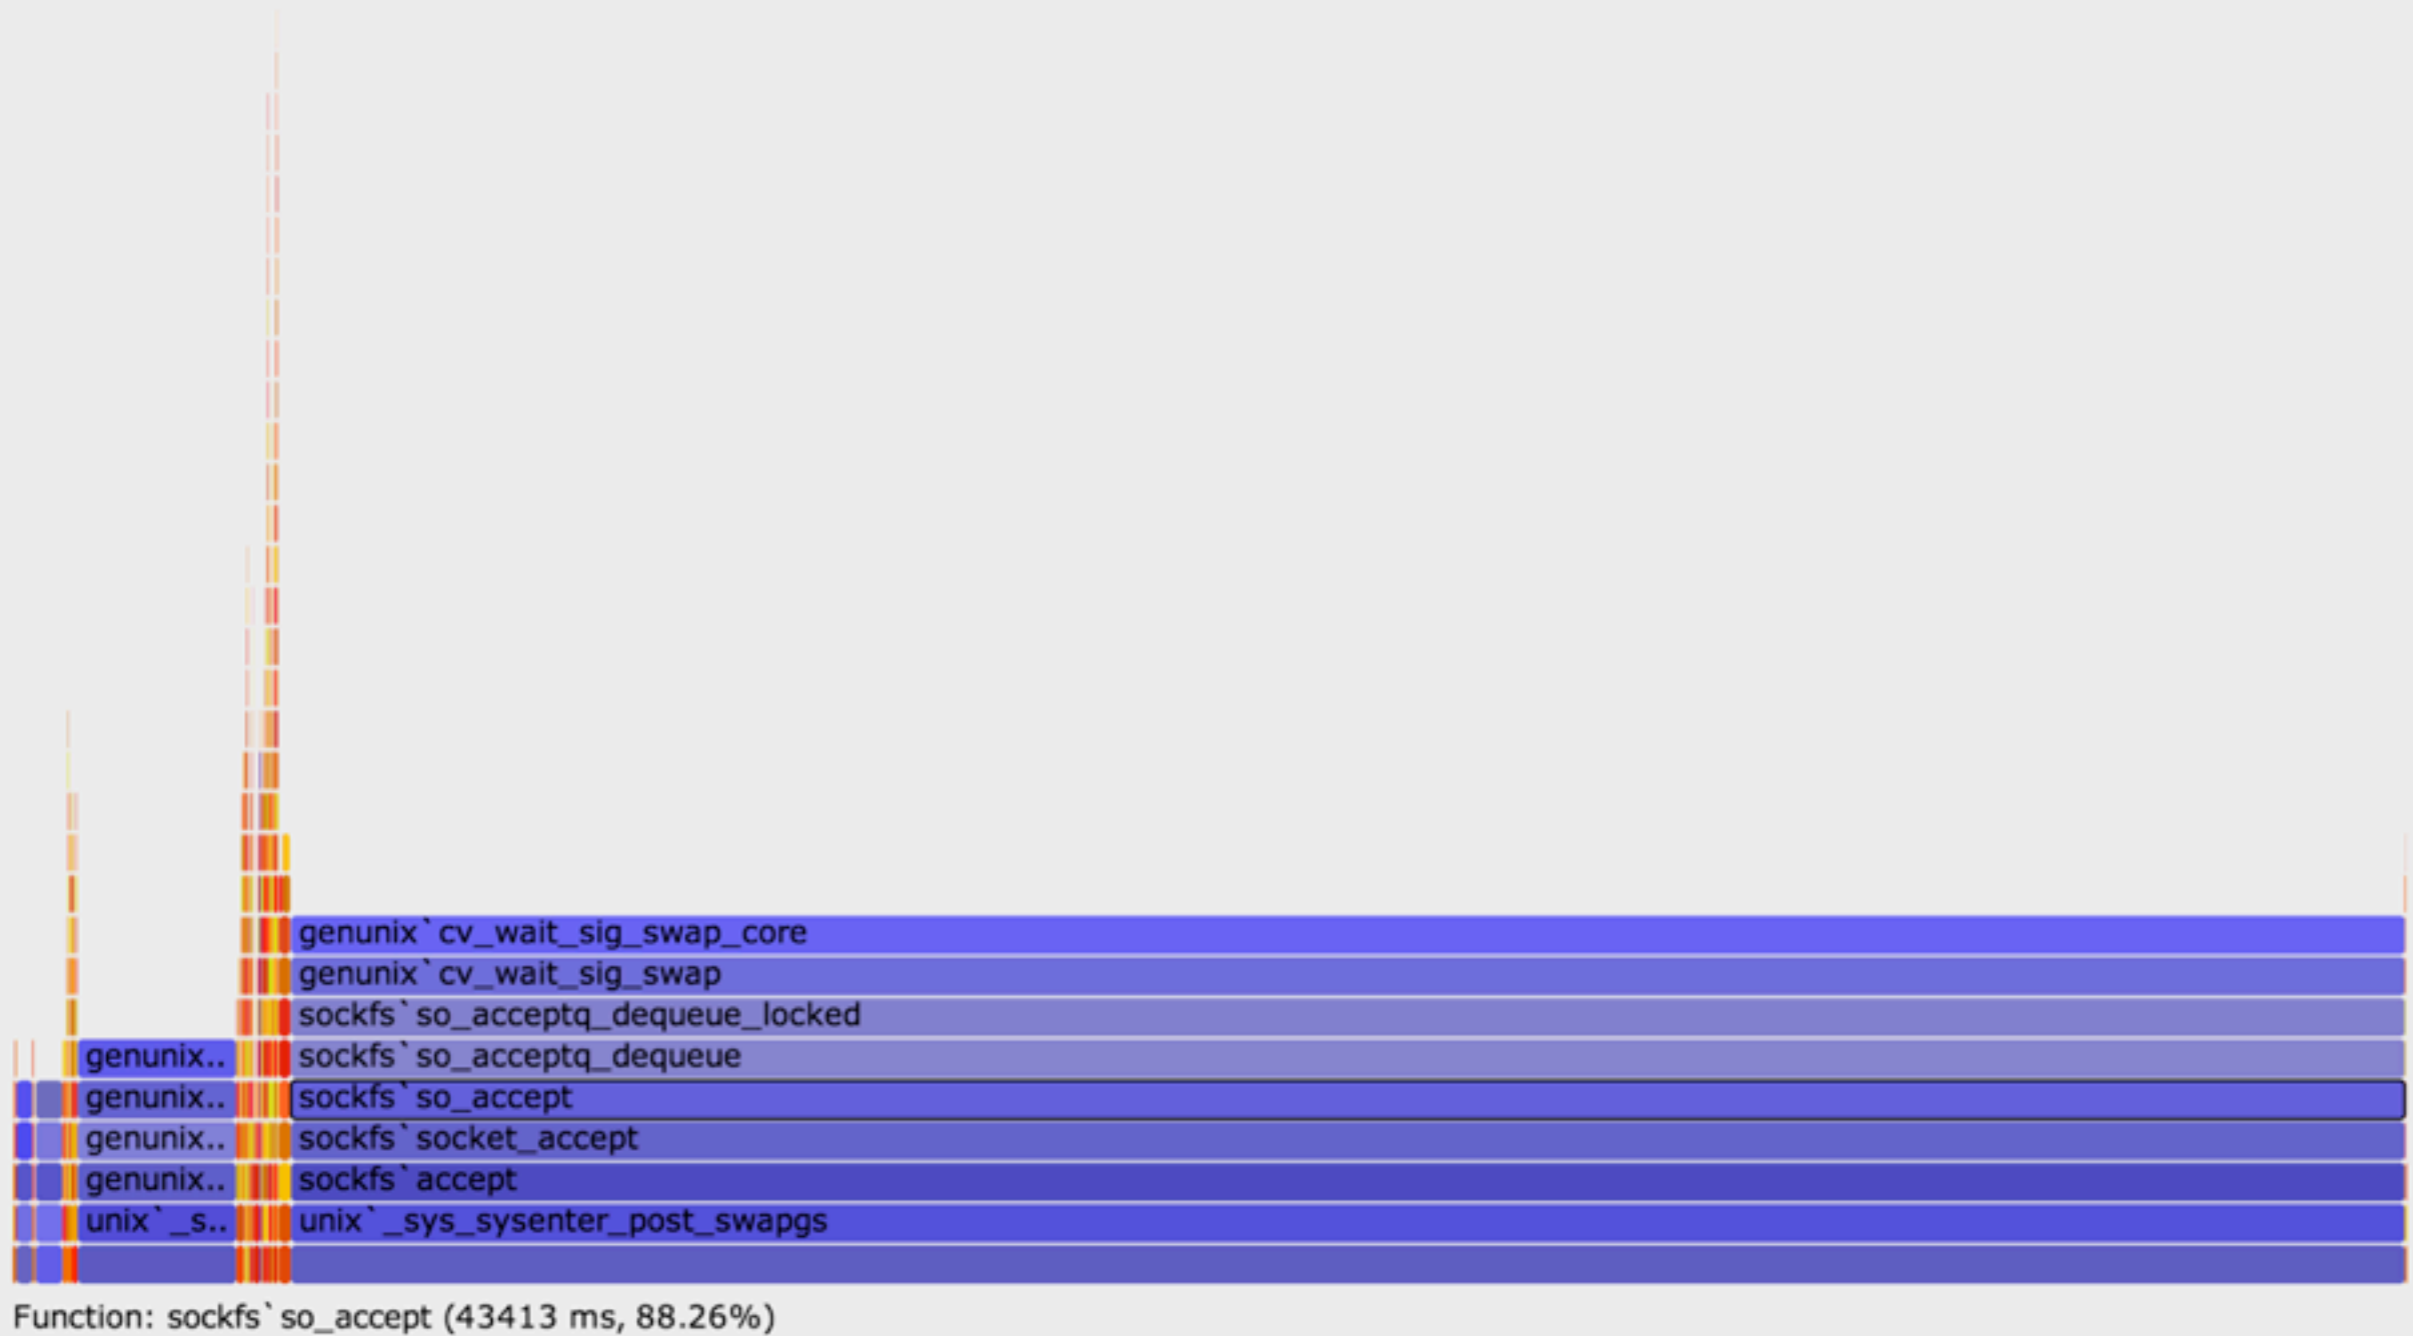 genunix`cv_wait_sig_swap_core
genunix`cv_wait_sig_swap
sockfs`so_acceptq_dequeue_locked
genunix.. sockfs`so_acceptq_dequeue
genunix.. sockfs`so_accept
genunix.. sockfs`socket_accept
genunix.. sockfs`accept
unix`_s.. unix`_sys_sysenter_post_swapgs
Function: sockfs`so_accept (43413 ms, 88.26%)